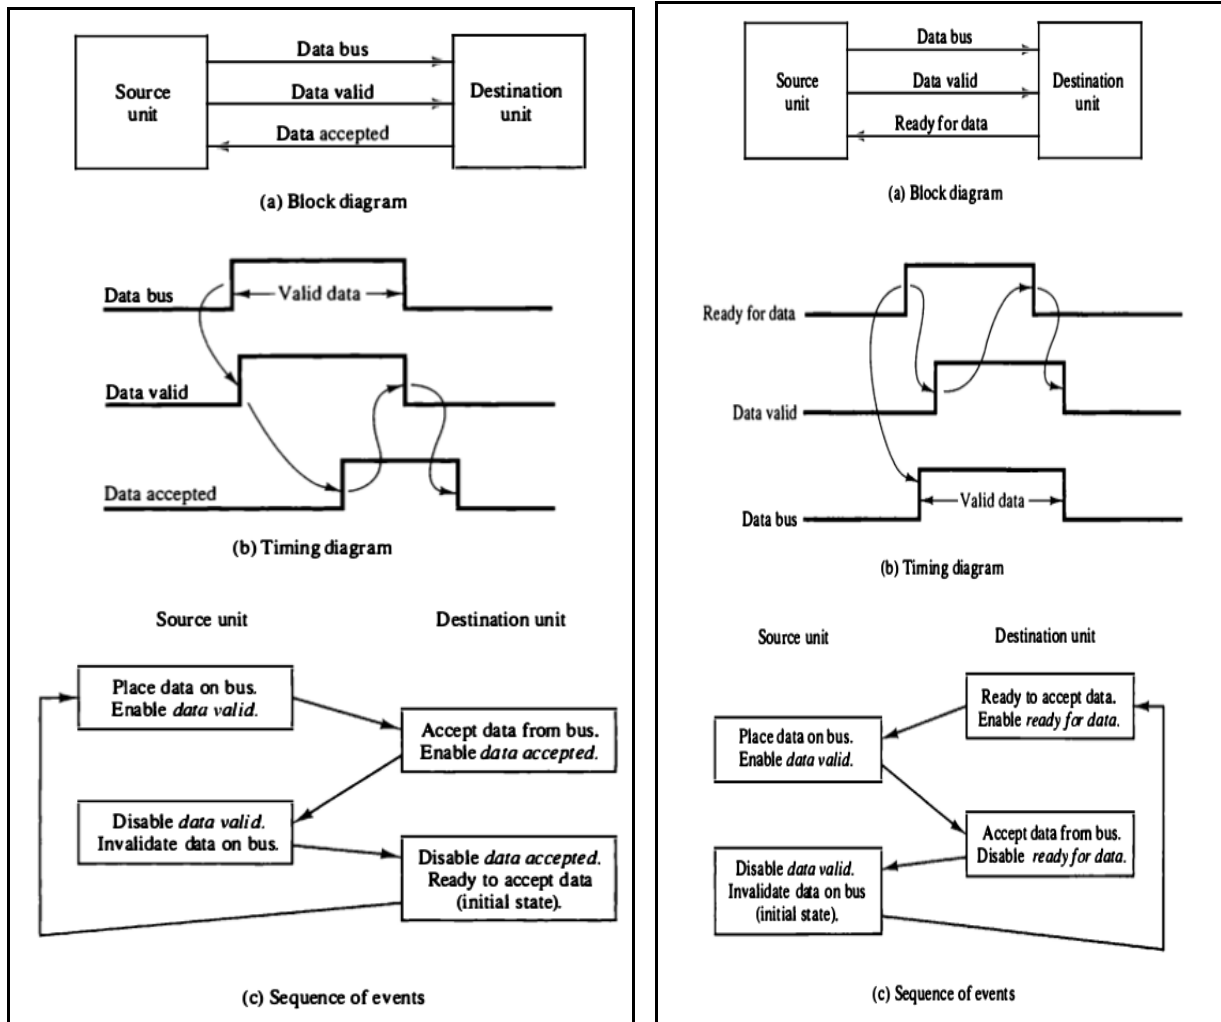 Data bus
Source
unit
Data valid
Destination
unit
Data accepted
(a) Block diagram
Data bus
Valid data
Data valid
Data accepted
(b) Timing diagram
Source unit
Destination unit
Place data on bus.
Enable data valid.
Accept data from bus.
Enable data accepted.
Disable data valid.
Invalidate data on bus.
Disable data accepted.
Ready to accept data
(initial state).
(c) Sequence of events
Data bus
Source
unit
Data valid
Destination
unit
Ready for data
(a) Block diagram
Ready for data
Data valid
Valid data
Data bus
(b) Timing diagram
Source unit
Destination unit
Ready to accept data.
Enable ready for data.
Place data on bus.
Enable data valid.
Accept data from bus.
Disable ready for data.
Disable data valid.
Invalidate data on bus
(initial state).
(c) Sequence of events